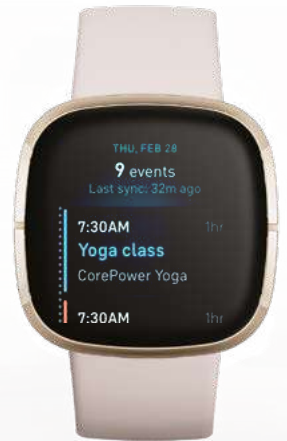 THU, FEB 28
9 events
Last sync: 32m ago
7:30AM 1hr
Yoga class
CorePower Yoga
7:30AM 1hr